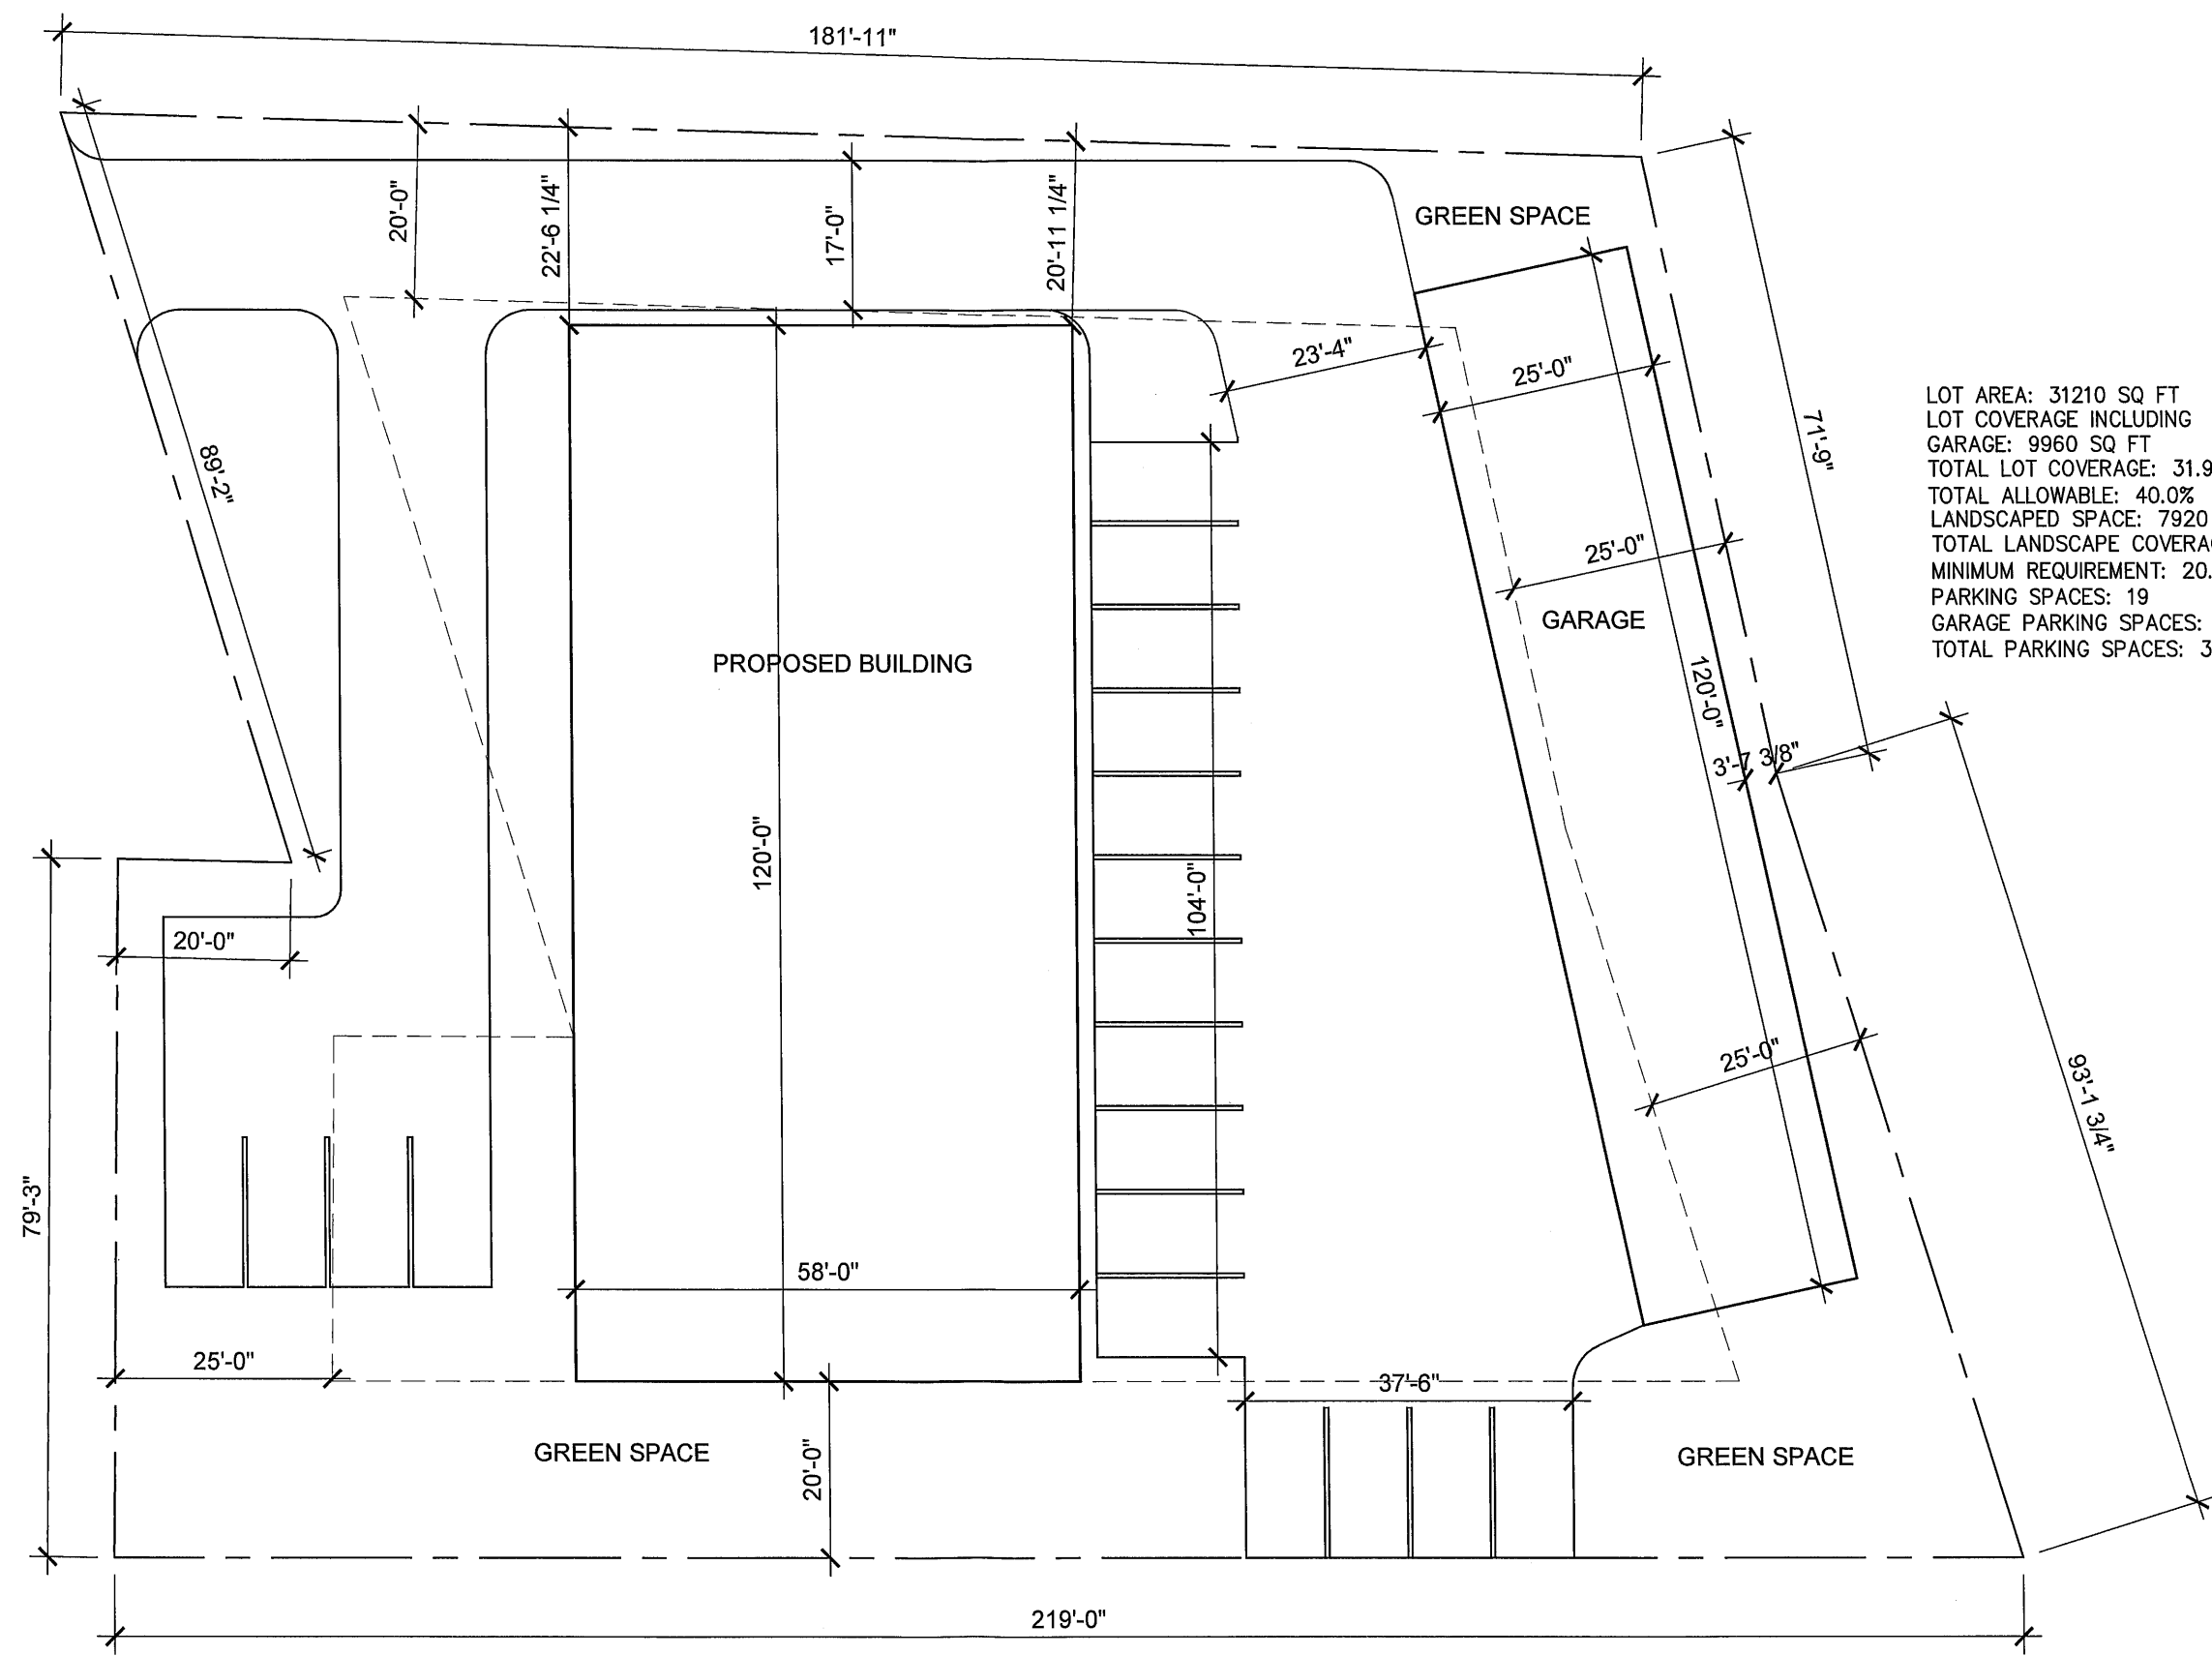 181'-11"
20'-0"
22'-6 1/4"
17'-0"
20'-11 1/4"
GREEN SPACE
23'-4"
25'-0"
71'-9"
89'-2"
LOT AREA: 31210 SQ FT
LOT COVERAGE INCLUDING
GARAGE: 9960 SQ FT
TOTAL LOT COVERAGE: 31.9
TOTAL ALLOWABLE: 40.0%
LANDSCAPED SPACE: 7920
TOTAL LANDSCAPE COVERAG
MINIMUM REQUIREMENT: 20.
PARKING SPACES: 19
GARAGE PARKING SPACES:
TOTAL PARKING SPACES: 3
25'-0"
GARAGE
PROPOSED BUILDING
120'-0"
3'-7 3/8"
120'-0"
104'-0"
20'-0"
25'-0"
93'-1 3/4"
79'-3"
58'-0"
25'-0"
37'-6"
GREEN SPACE
20'-0"
GREEN SPACE
219'-0"